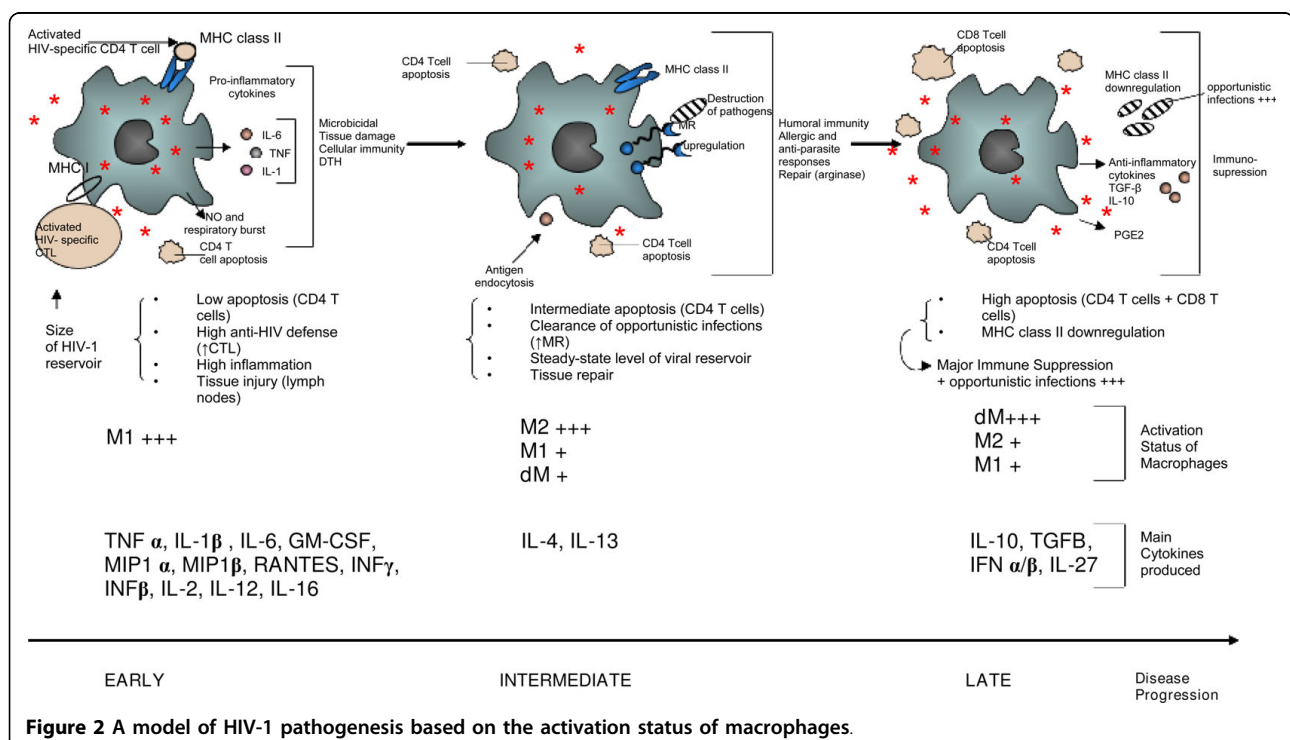 Activated
HIV-specific CD4 T cell
MHC class II
Pro-inflammatory
cytokines
IL-6
TNF
IL-1
MHC I
Activated
HIV- specific
CTL
NO and
respiratory burst
CD4 T
cell apoptosis
Microbicidal
Tissue damage
Cellular immunity
DTH
CD4 Tcell
apoptosis
MHC class II
Destruction
of pathogens
MR
upregulation
Antigen
endocytosis
CD4 Tcell
apoptosis
Humoral immunity
Allergic and
anti-parasite
responses
Repair (arginase)
CD8 Tcell
apoptosis
MHC class II
downregulation
opportunistic
infections +++
Anti-inflammatory
cytokines
TGF-β
IL-10
PGE2
CD4 Tcell
apoptosis
Immuno-
supression
Size
of HIV-1
reservoir
• Low apoptosis (CD4 T
cells)
• High anti-HIV defense
(↑CTL)
• High inflammation
• Tissue injury (lymph
nodes)
• Intermediate apoptosis (CD4 T cells)
• Clearance of opportunistic infections
(↑MR)
• Steady-state level of viral reservoir
• Tissue repair
• High apoptosis (CD4 T cells + CD8 T
cells)
• MHC class II downregulation
Major Immune Suppression
+ opportunistic infections +++
M1 +++
M2 +++
M1 +
dM +
dM+++
M2 +
M1 +
Activation
Status of
Macrophages
TNF α, IL-1β , IL-6, GM-CSF,
MIP1 α, MIP1β, RANTES, INFγ,
INFβ, IL-2, IL-12, IL-16
IL-4, IL-13
IL-10, TGFB,
IFN α/β, IL-27
Main
Cytokines
produced
EARLY
INTERMEDIATE
LATE
Disease
Progression
Figure 2 A model of HIV-1 pathogenesis based on the activation status of macrophages.